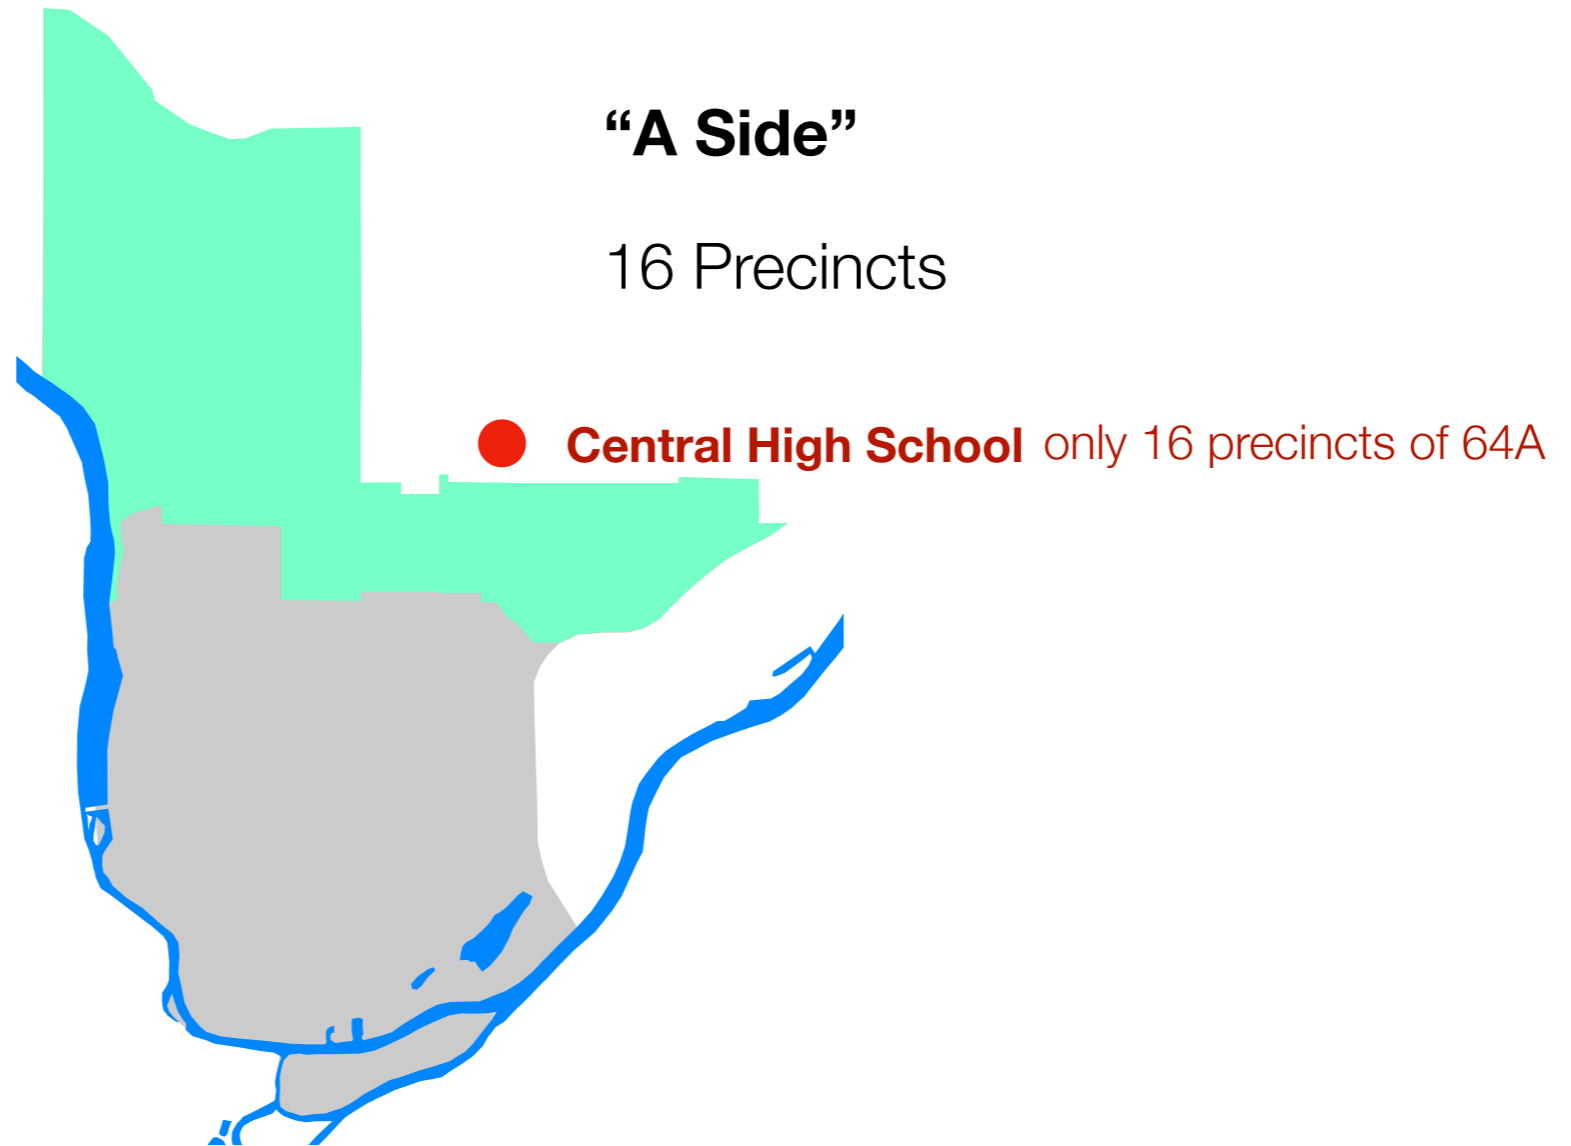 “A Side”
16 Precincts
Central High School only 16 precincts of 64A